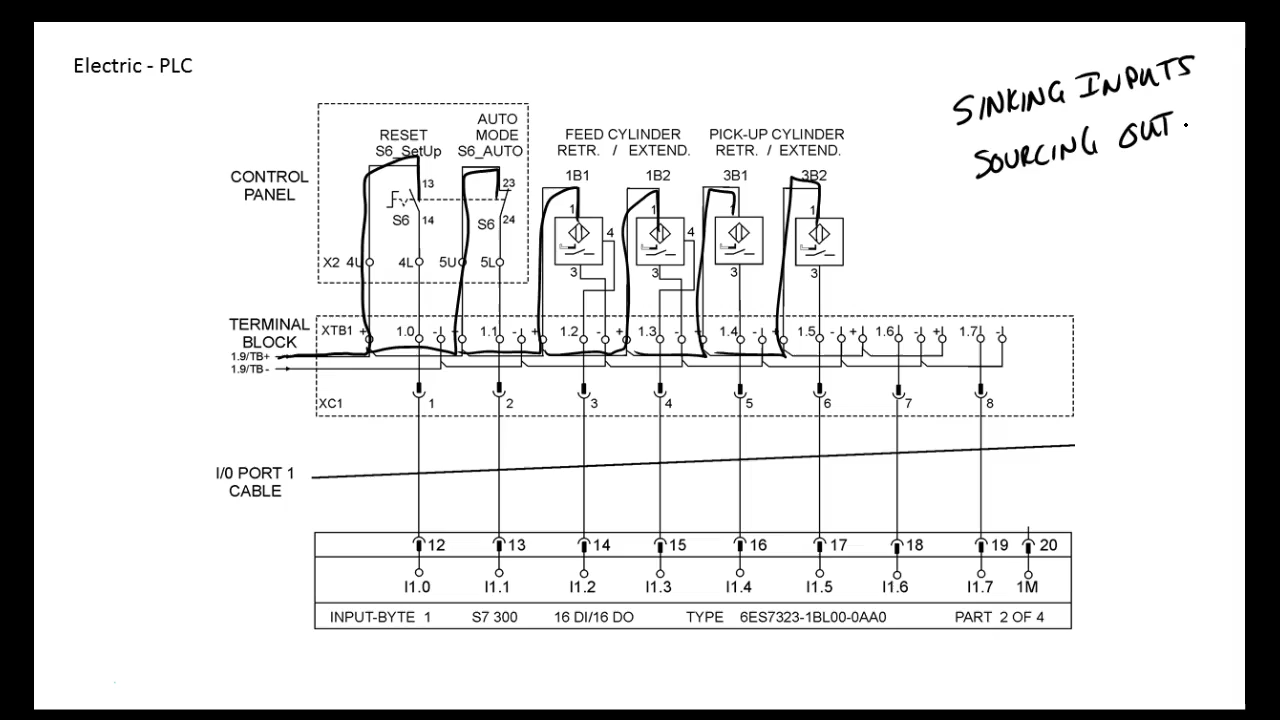 Electric - PLC
SINKING INPUTS
SOURCING OUT.
RESET
S6_SetUp
AUTO
MODE
S6_AUTO
FEED CYLINDER
RETR. / EXTEND.
PICK-UP CYLINDER
RETR. / EXTEND.
CONTROL
PANEL
1B1 1B2 3B1 3B2
13 23 1 1 1 1
S6 14 S6 24 4 4
3 3 3 3
X2 4U 4L 5U 5L
TERMINAL
BLOCK
XTB1 + 1.0 - + 1.1 - + 1.2 - + 1.3 - + 1.4 - + 1.5 - + 1.6 - + 1.7 -
1.9/TB+
1.9/TB-
XC1 1 2 3 4 5 6 7 8
I/0 PORT 1
CABLE
12 13 14 15 16 17 18 19 20
I1.0 I1.1 I1.2 I1.3 I1.4 I1.5 I1.6 I1.7 1M
INPUT-BYTE 1 S7 300 16 DI/16 DO TYPE 6ES7323-1BL00-0AA0 PART 2 OF 4